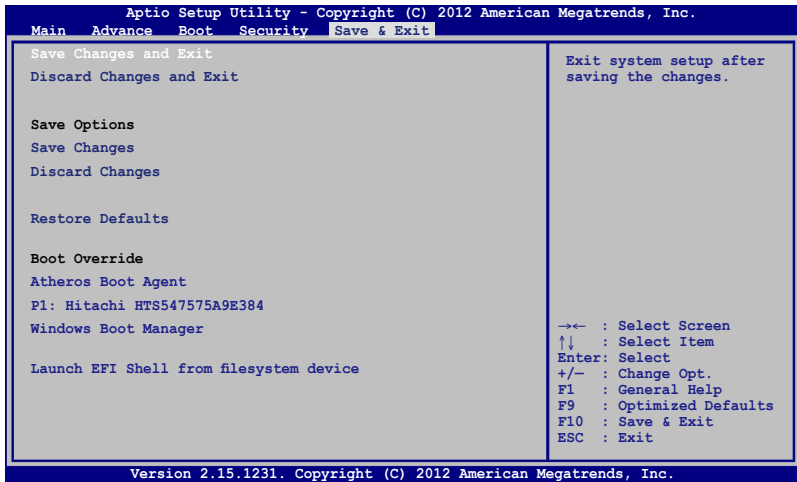 Aptio Setup Utility - Copyright (C) 2012 American Megatrends, Inc.
Main Advance Boot Security Save & Exit
Save Changes and Exit
Discard Changes and Exit
Save Options
Save Changes
Discard Changes
Restore Defaults
Boot Override
Atheros Boot Agent
P1: Hitachi HTS547575A9E384
Windows Boot Manager
Launch EFI Shell from filesystem device
Exit system setup after
saving the changes.
→← : Select Screen
↑↓ : Select Item
Enter: Select
+/— : Change Opt.
F1 : General Help
F9 : Optimized Defaults
F10 : Save & Exit
ESC : Exit
Version 2.15.1231. Copyright (C) 2012 American Megatrends, Inc.